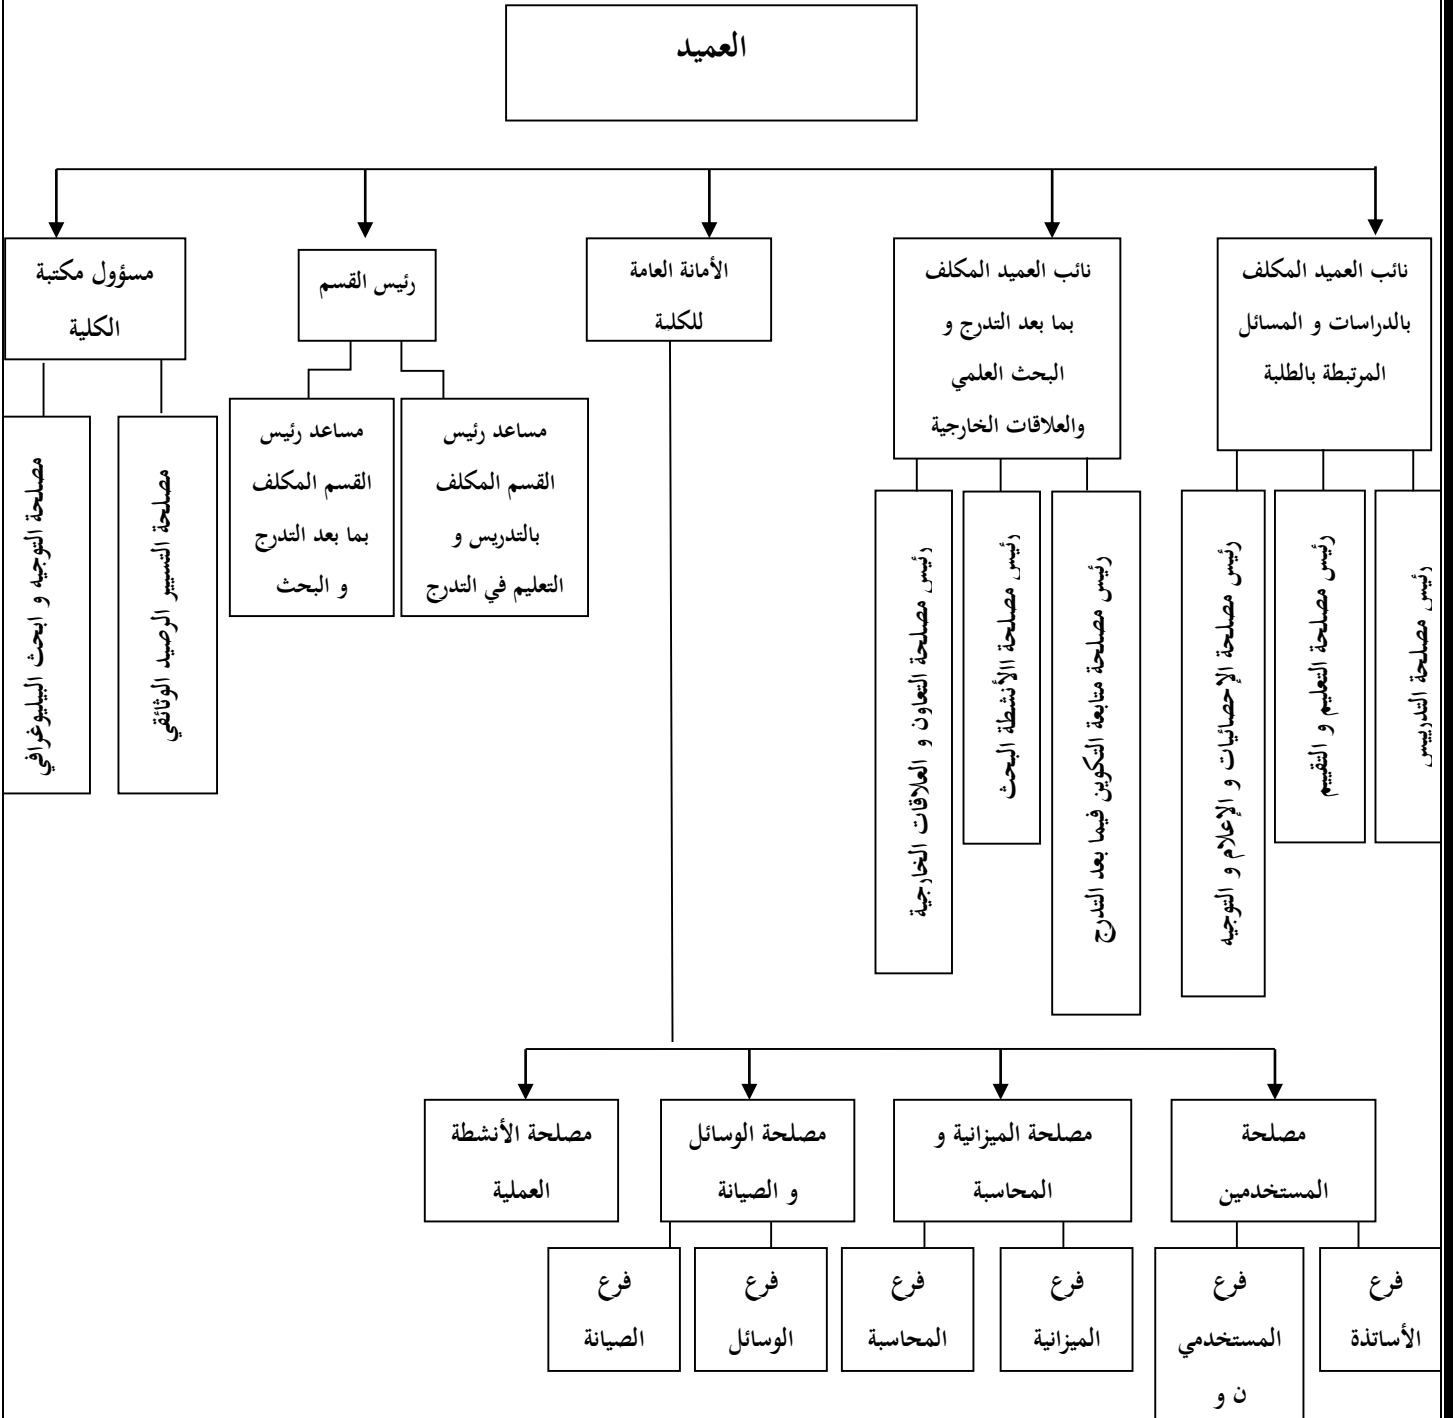 العميد
نائب العميد المكلف
بالدراسات و المسائل
المرتبطة بالطلبة
نائب العميد المكلف
بما بعد التدرج و
البحث العلمي
والعلاقات الخارجية
الأمانة العامة
للكلية
رئيس القسم
مسؤول مكتبة
الكلية
مساعد رئيس
القسم المكلف
بالتدريس و
التعليم في التدرج
مساعد رئيس
القسم المكلف
بما بعد التدرج
و البحث
رئيس مصلحة التدرييس
رئيس مصلحة التعليم و التقييم
رئيس مصلحة الإحصائيات و الإعلام و التوجيه
رئيس مصلحة متابعة التكوين فيما بعد التدرج
رئيس مصلحة االأنشطة البحث
رئيس مصلحة التعاون و العلاقات الخارجية
مصلحة التسيير الرصيد الوثائقي
مصلحة التوجيه و ابحث البيليوغرافي
مصلحة
المستخدمين
مصلحة الميزانية و
المحاسبة
مصلحة الوسائل
و الصيانة
مصلحة الأنشطة
العملية
فرع
الأساتذة
فرع
المستخدمي
ن و
فرع
الميزانية
فرع
المحاسبة
فرع
الوسائل
فرع
الصيانة